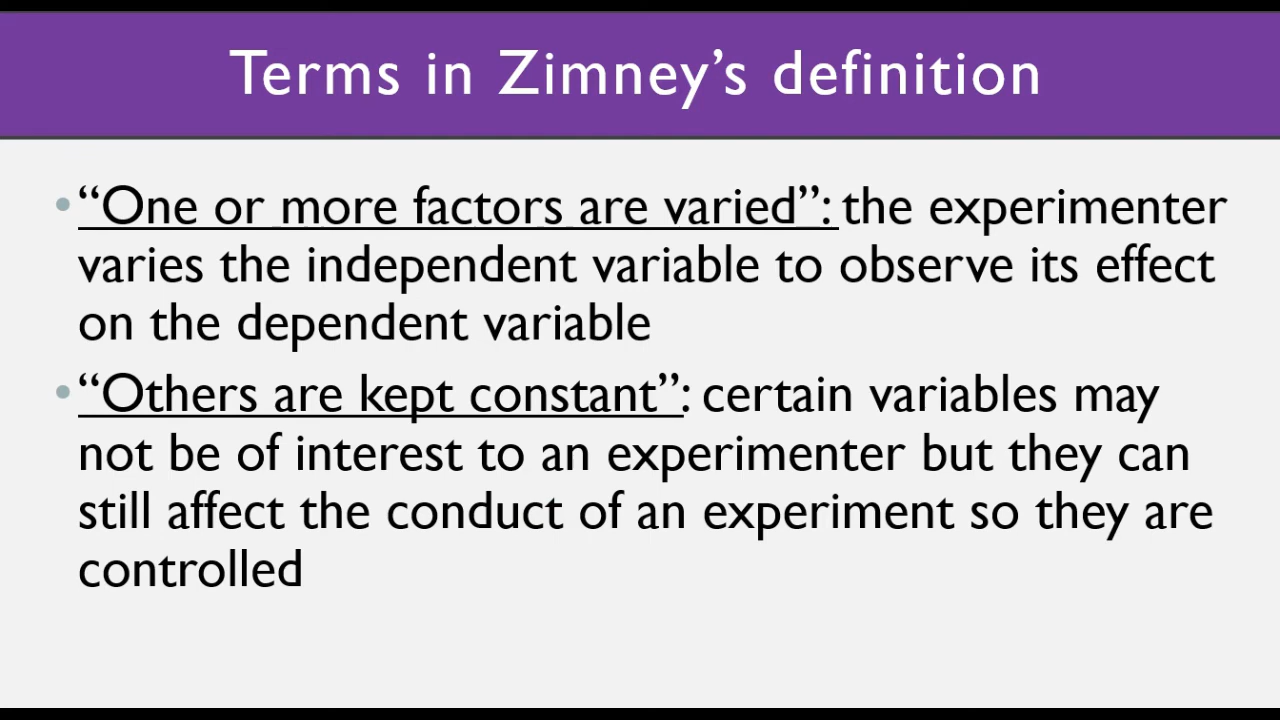 Terms in Zimney’s definition
•“One or more factors are varied”: the experimenter
varies the independent variable to observe its effect
on the dependent variable
•“Others are kept constant”: certain variables may
not be of interest to an experimenter but they can
still affect the conduct of an experiment so they are
controlled